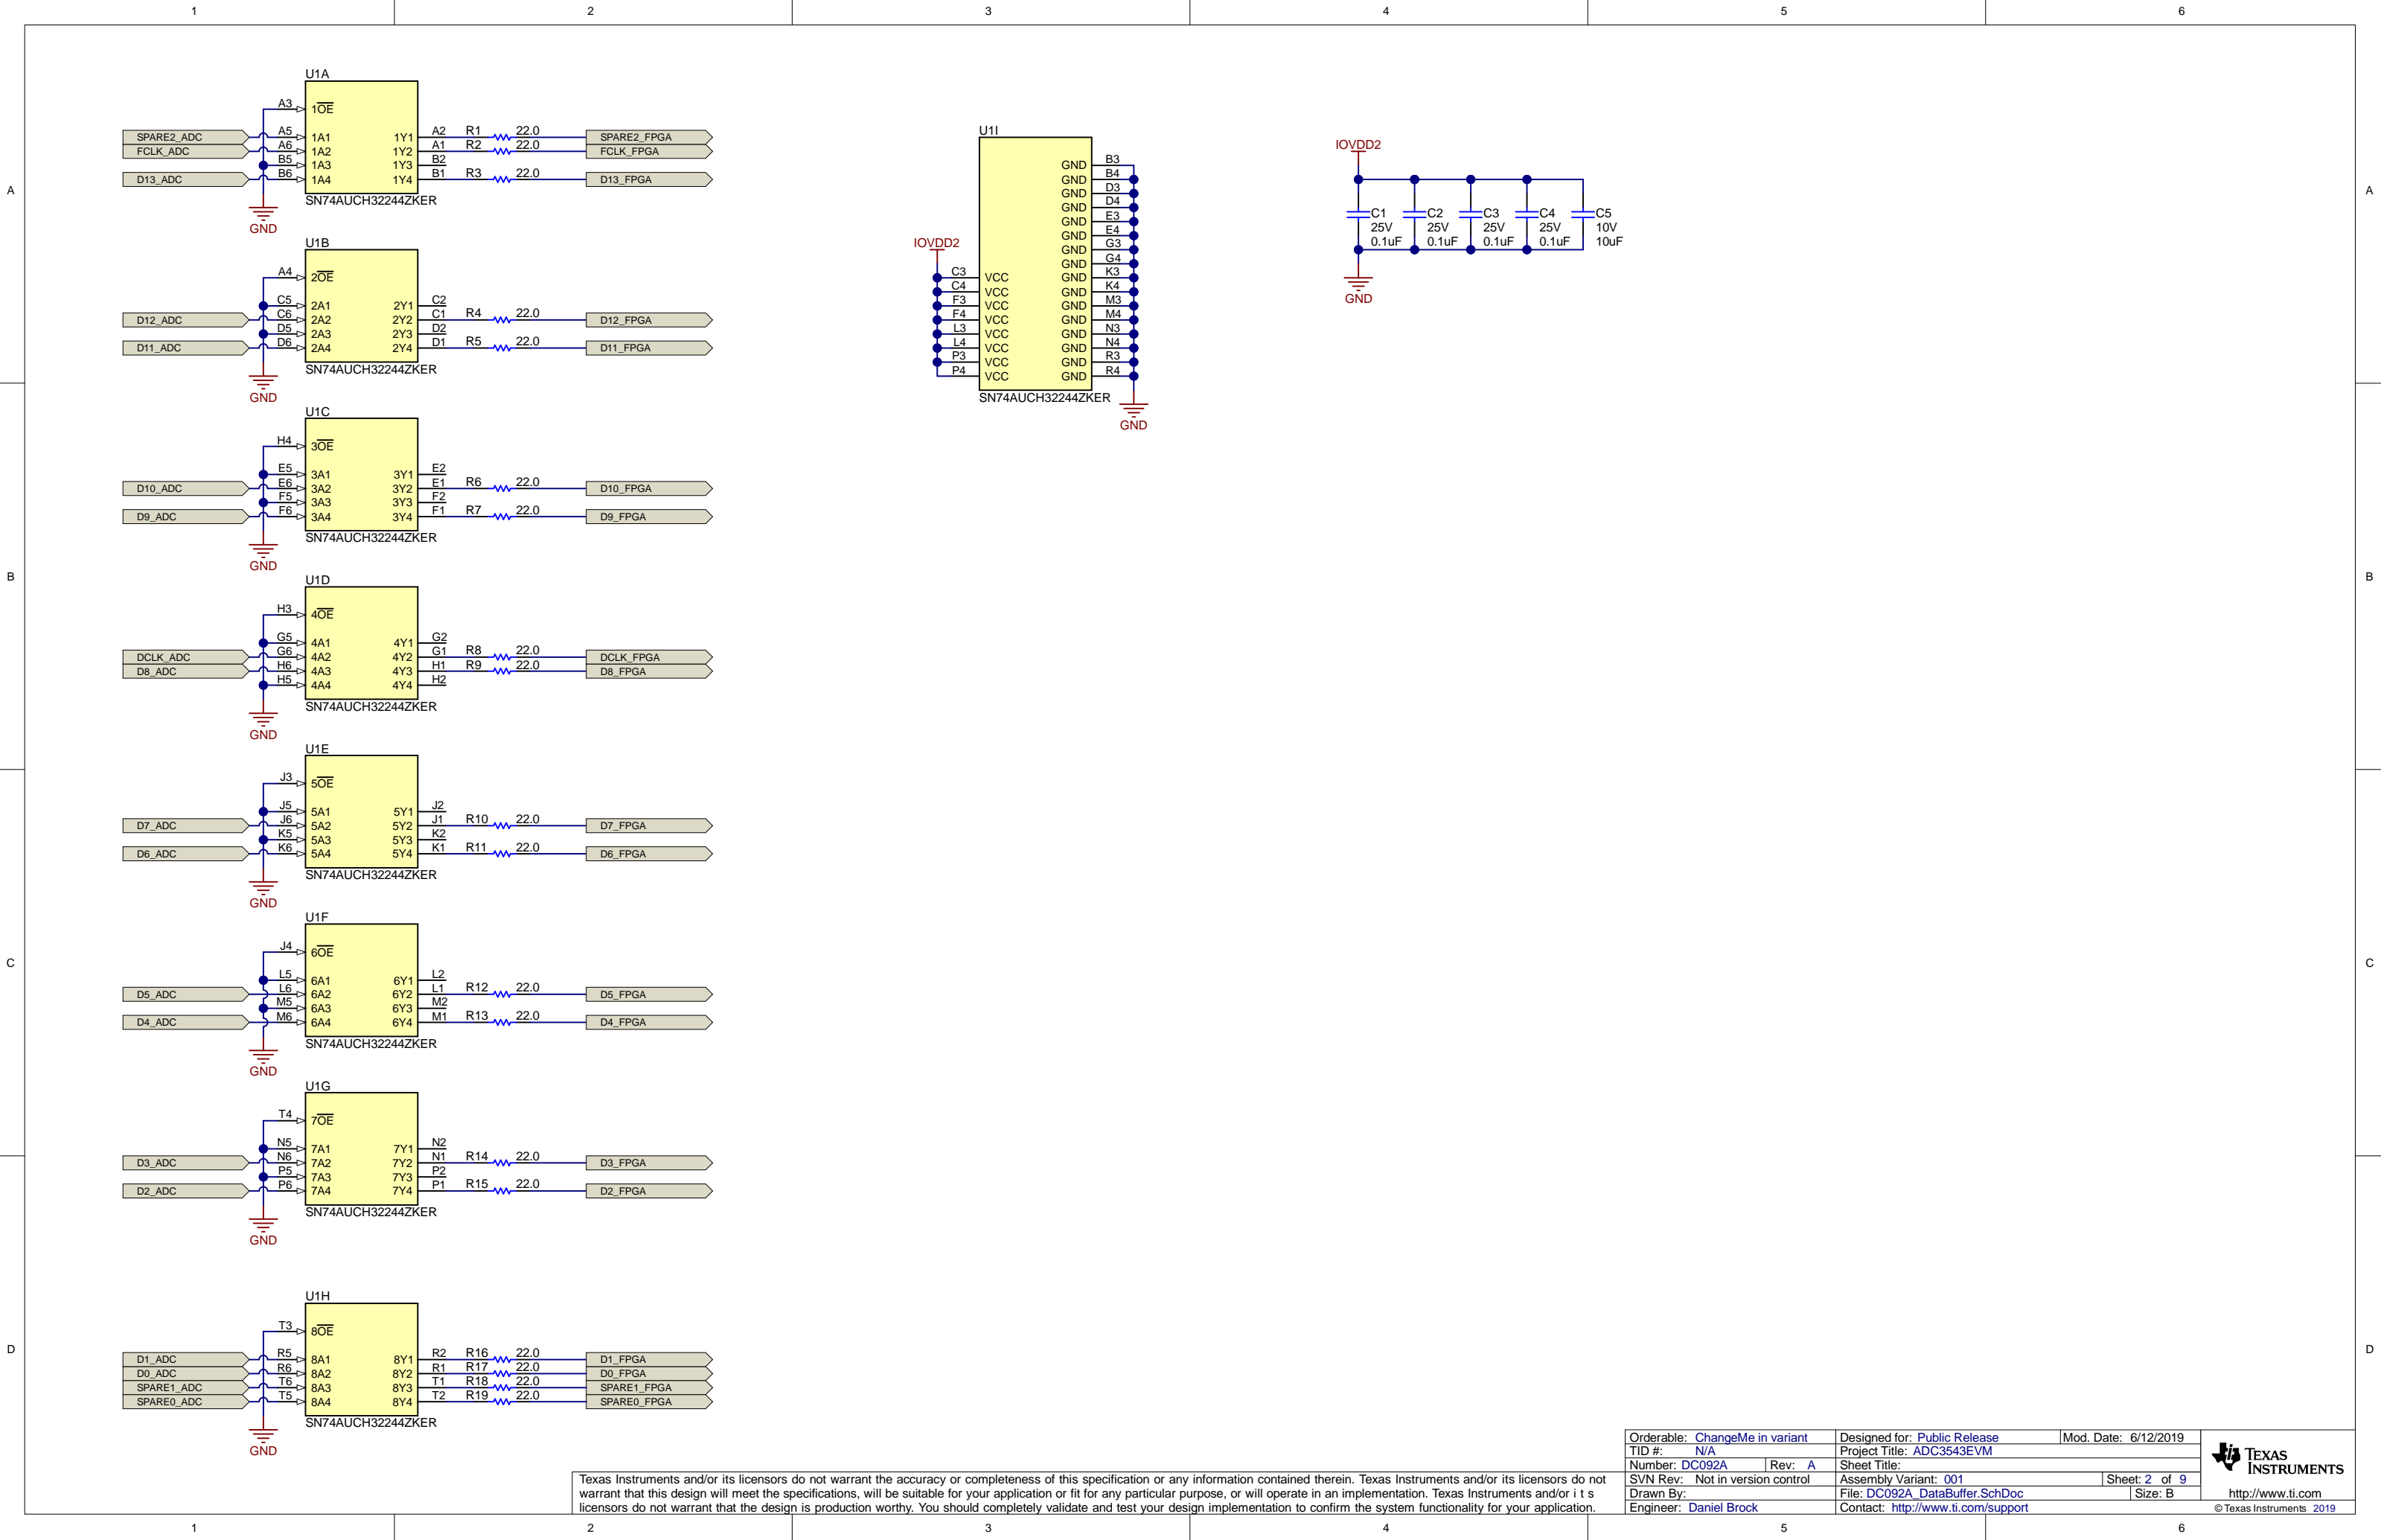 1 2 3 4 5 6
A A
B B
C C
D D
U1A
A3 1OE
SPARE2_ADC A5 1A1 1Y1 A2 R1 22.0 SPARE2_FPGA
FCLK_ADC A6 1A2 1Y2 A1 R2 22.0 FCLK_FPGA
B5 1A3 1Y3 B2
D13_ADC B6 1A4 1Y4 B1 R3 22.0 D13_FPGA
SN74AUCH32244ZKER
GND
U1B
A4 2OE
C5 2A1 2Y1 C2
D12_ADC C6 2A2 2Y2 C1 R4 22.0 D12_FPGA
D5 2A3 2Y3 D2
D11_ADC D6 2A4 2Y4 D1 R5 22.0 D11_FPGA
SN74AUCH32244ZKER
GND
U1C
H4 3OE
E5 3A1 3Y1 E2
D10_ADC E6 3A2 3Y2 E1 R6 22.0 D10_FPGA
F5 3A3 3Y3 F2
D9_ADC F6 3A4 3Y4 F1 R7 22.0 D9_FPGA
SN74AUCH32244ZKER
GND
U1D
H3 4OE
G5 4A1 4Y1 G2
DCLK_ADC G6 4A2 4Y2 G1 R8 22.0 DCLK_FPGA
D8_ADC H6 4A3 4Y3 H1 R9 22.0 D8_FPGA
H5 4A4 4Y4 H2
SN74AUCH32244ZKER
GND
U1E
J3 5OE
J5 5A1 5Y1 J2
D7_ADC J6 5A2 5Y2 J1 R10 22.0 D7_FPGA
K5 5A3 5Y3 K2
D6_ADC K6 5A4 5Y4 K1 R11 22.0 D6_FPGA
SN74AUCH32244ZKER
GND
U1F
J4 6OE
L5 6A1 6Y1 L2
D5_ADC L6 6A2 6Y2 L1 R12 22.0 D5_FPGA
M5 6A3 6Y3 M2
D4_ADC M6 6A4 6Y4 M1 R13 22.0 D4_FPGA
SN74AUCH32244ZKER
GND
U1G
T4 7OE
N5 7A1 7Y1 N2
D3_ADC N6 7A2 7Y2 N1 R14 22.0 D3_FPGA
P5 7A3 7Y3 P2
D2_ADC P6 7A4 7Y4 P1 R15 22.0 D2_FPGA
SN74AUCH32244ZKER
GND
U1H
T3 8OE
D1_ADC R5 8A1 8Y1 R2 R16 22.0 D1_FPGA
D0_ADC R6 8A2 8Y2 R1 R17 22.0 D0_FPGA
SPARE1_ADC T6 8A3 8Y3 T1 R18 22.0 SPARE1_FPGA
SPARE0_ADC T5 8A4 8Y4 T2 R19 22.0 SPARE0_FPGA
SN74AUCH32244ZKER
GND
U1I
GND B3
GND B4
GND D3
GND D4
GND E3
GND E4
IOVDD2 GND G3
GND G4
C3 VCC GND K3
C4 VCC GND K4
F3 VCC GND M3
F4 VCC GND M4
L3 VCC GND N3
L4 VCC GND N4
P3 VCC GND R3
P4 VCC GND R4
SN74AUCH32244ZKER
GND
IOVDD2
C1 C2 C3 C4 C5
25V 25V 25V 25V 10V
0.1uF 0.1uF 0.1uF 0.1uF 10uF
GND
Texas Instruments and/or its licensors do not warrant the accuracy or completeness of this specification or any information contained therein. Texas Instruments and/or its licensors do not
warrant that this design will meet the specifications, will be suitable for your application or fit for any particular purpose, or will operate in an implementation. Texas Instruments and/or i t s
licensors do not warrant that the design is production worthy. You should completely validate and test your design implementation to confirm the system functionality for your application.
Orderable: ChangeMe in variant Designed for: Public Release Mod. Date: 6/12/2019
TID #: N/A Project Title: ADC3543EVM
Number: DC092A Rev: A Sheet Title:
SVN Rev: Not in version control Assembly Variant: 001 Sheet: 2 of 9
Drawn By: File: DC092A_DataBuffer.SchDoc Size: B
Engineer: Daniel Brock Contact: http://www.ti.com/support
TEXAS
INSTRUMENTS
http://www.ti.com
© Texas Instruments 2019
1 2 3 4 5 6